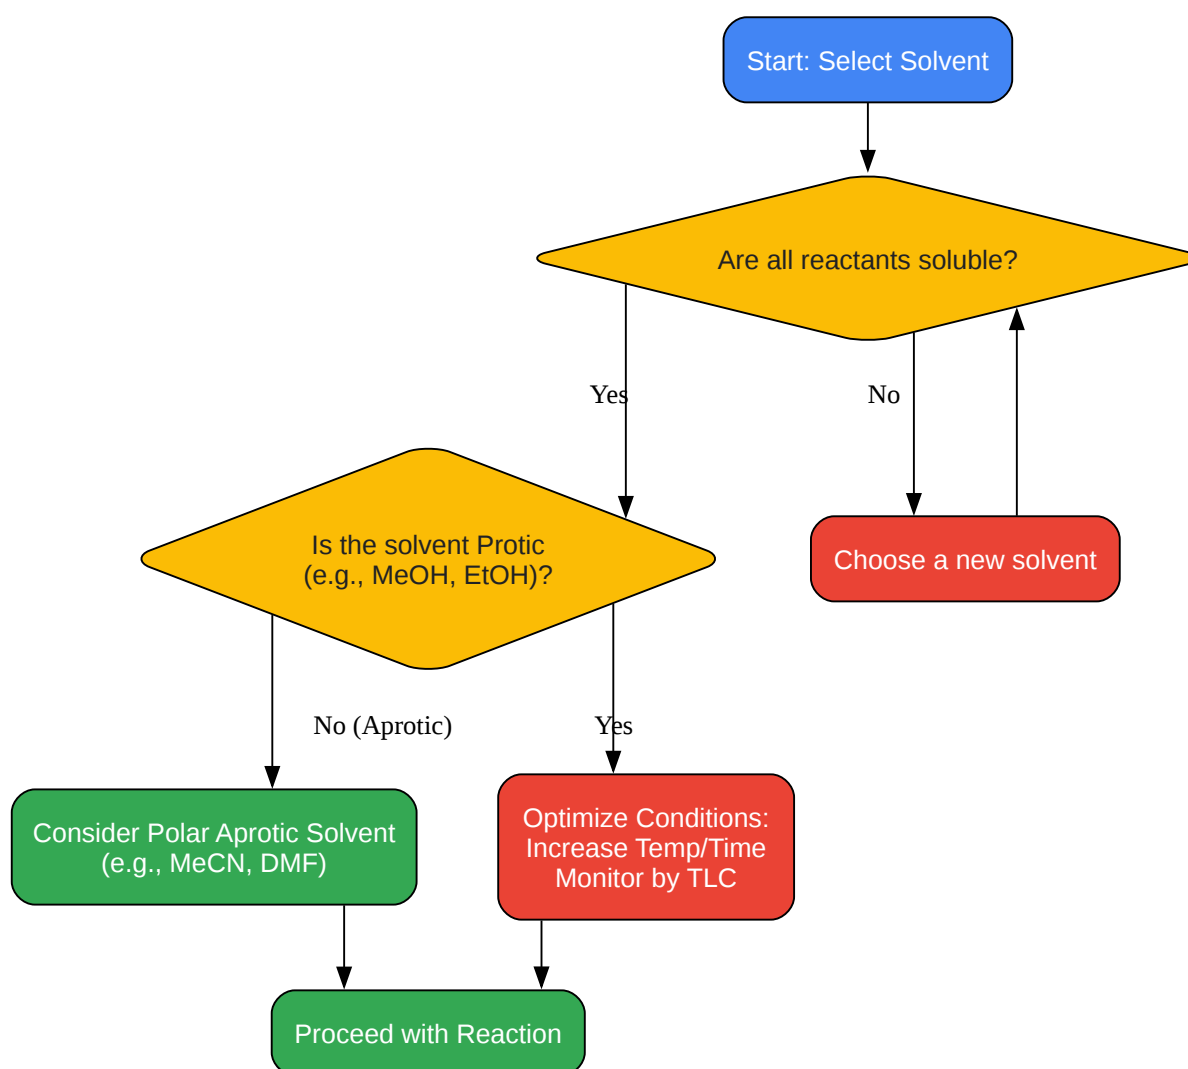 Start: Select Solvent
Are all reactants soluble?
Yes
No
Is the solvent Protic
(e.g., MeOH, EtOH)?
Choose a new solvent
No (Aprotic)
Yes
Consider Polar Aprotic Solvent
(e.g., MeCN, DMF)
Optimize Conditions:
Increase Temp/Time
Monitor by TLC
Proceed with Reaction